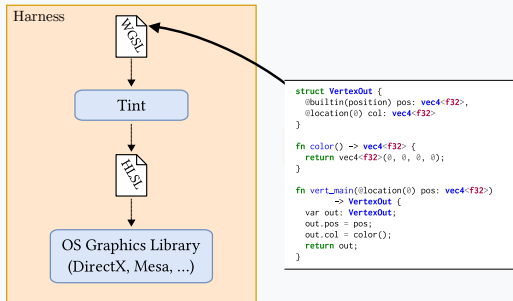 Harness
WGSL
Tint
HLSL
OS Graphics Library
(DirectX, Mesa, ...)
struct VertexOut {
  @builtin(position) pos: vec4<f32>,
  @location(0) col: vec4<f32>
}
fn color() -> vec4<f32> {
  return vec4<f32>(0, 0, 0, 0);
}
fn vert_main(@location(0) pos: vec4<f32>)
        -> VertexOut {
  var out: VertexOut;
  out.pos = pos;
  out.col = color();
  return out;
}